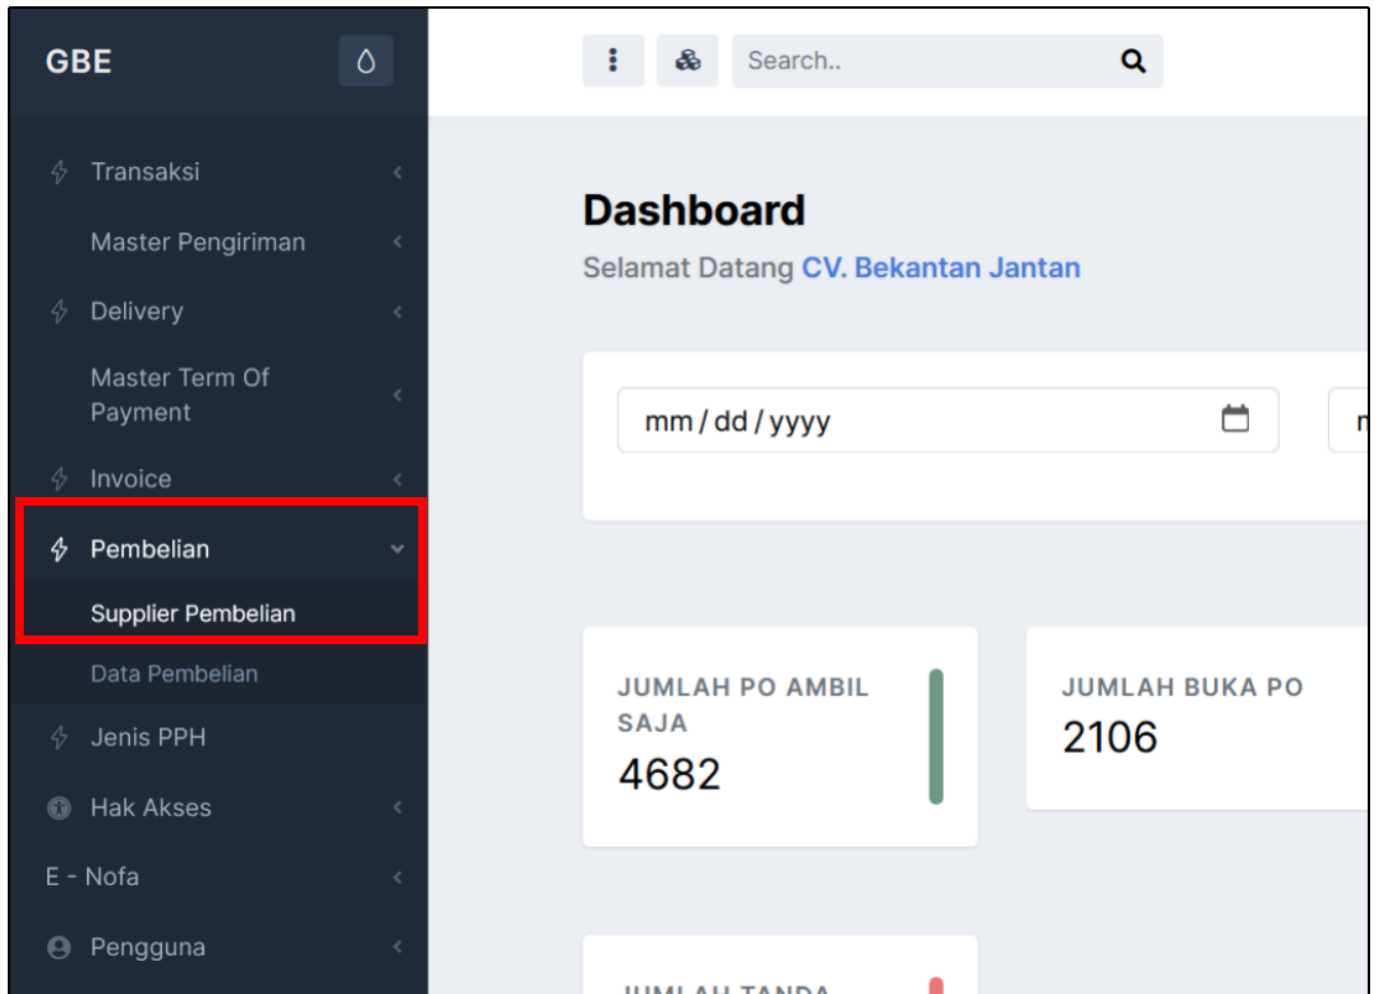 GBE
Search..
Transaksi
Master Pengiriman
Delivery
Master Term Of
Payment
Invoice
Pembelian
Supplier Pembelian
Data Pembelian
Jenis PPH
Hak Akses
E - Nofa
Pengguna
Dashboard
Selamat Datang CV. Bekantan Jantan
mm / dd / yyyy
JUMLAH PO AMBIL
SAJA
4682
JUMLAH BUKA PO
2106
JUMLAH TANDA